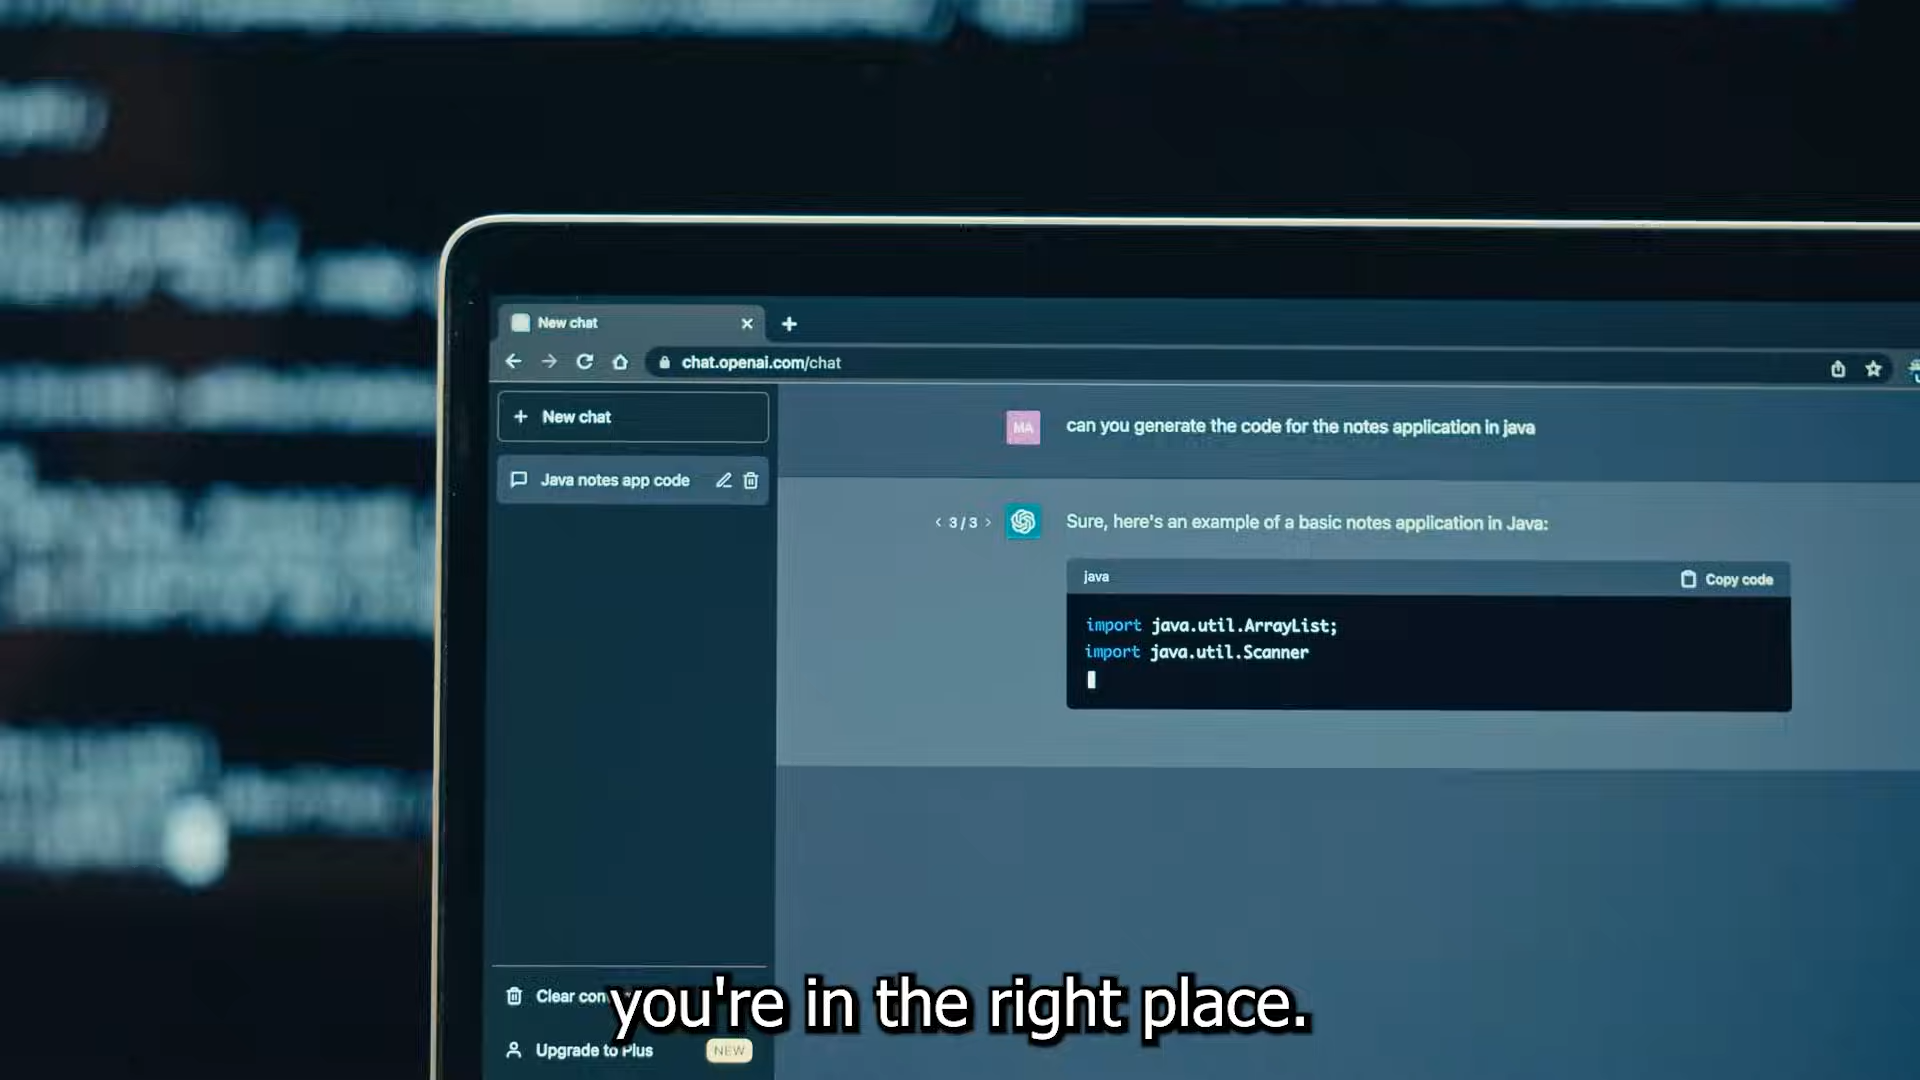 New chat
chat.openai.com/chat
New chat
MA
can you generate the code for the notes application in java
Java notes app code
3 / 3
Sure, here's an example of a basic notes application in Java:
java
Copy code
import java.util.ArrayList;
import java.util.Scanner
Clear
you're in the right place.
Upgrade to Plus
NEW